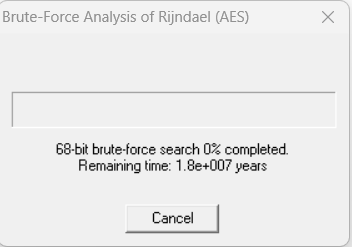 Brute-Force Analysis of Rijndael (AES)
68-bit brute-force search 0% completed.
Remaining time: 1.8e+007 years
Cancel